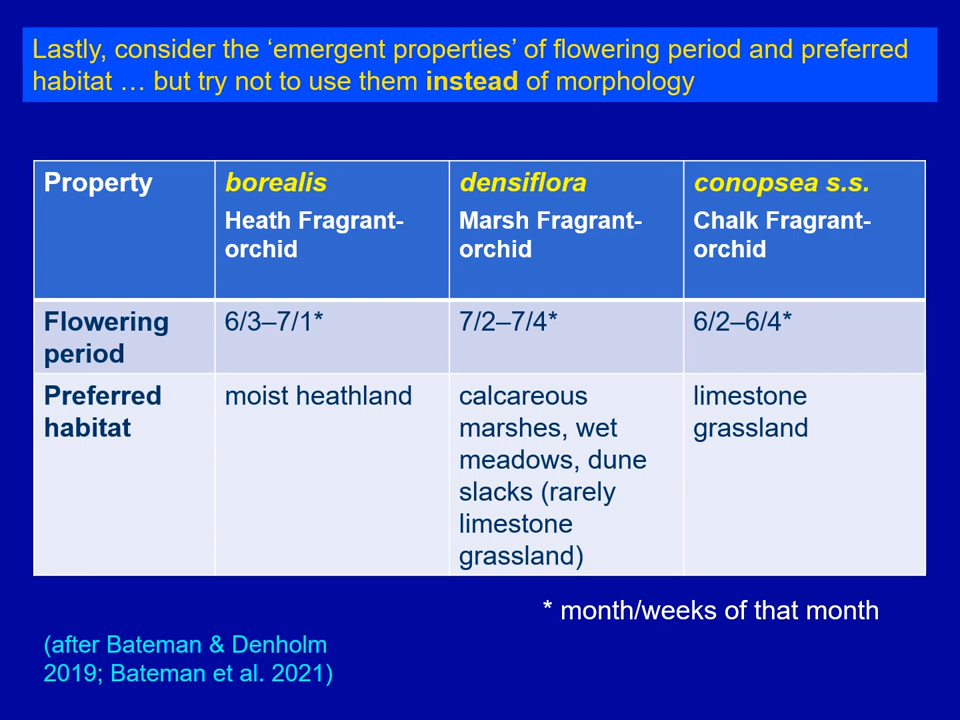 Lastly, consider the ‘emergent properties’ of flowering period and preferred
habitat … but try not to use them instead of morphology
Property
borealis
Heath Fragrant-
orchid
densiflora
Marsh Fragrant-
orchid
conopsea s.s.
Chalk Fragrant-
orchid
Flowering
period
6/3–7/1*
7/2–7/4*
6/2–6/4*
Preferred
habitat
moist heathland
calcareous
marshes, wet
meadows, dune
slacks (rarely
limestone
grassland)
limestone
grassland
* month/weeks of that month
(after Bateman & Denholm
2019; Bateman et al. 2021)